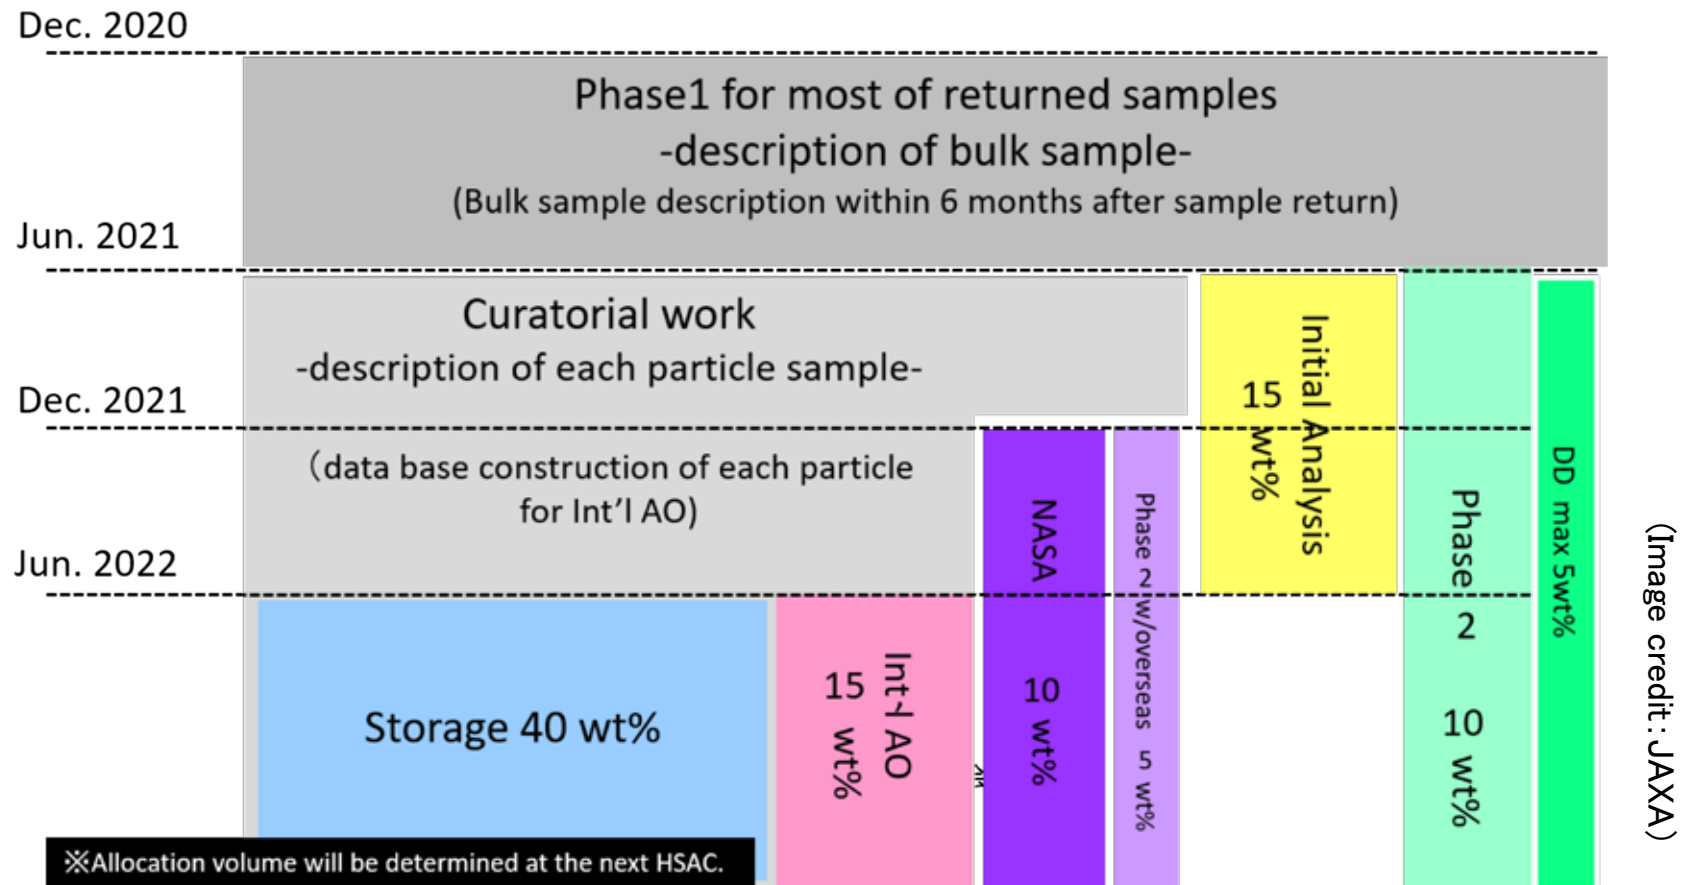 Dec. 2020
Phase1 for most of returned samples
-description of bulk sample-
(Bulk sample description within 6 months after sample return)
Jun. 2021
Curatorial work
-description of each particle sample-
Dec. 2021
(data base construction of each particle
for Int'l AO)
Jun. 2022
Storage 40 wt%
Int'l AO
15 wt%
NASA 10 wt%
Phase 2 w/overseas 5 wt%
Initial Analysis
15 wt%
Phase 2 10 wt%
DD max 5wt%
(Image credit: JAXA)
※Allocation volume will be determined at the next HSAC.